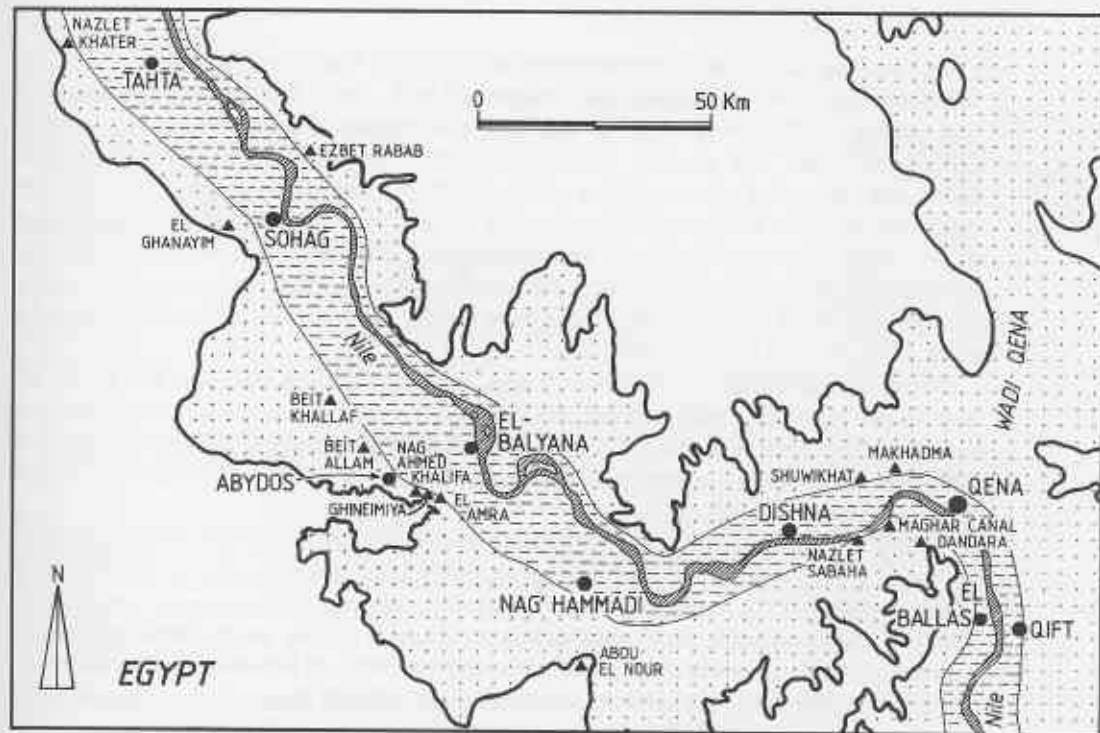 NAZLET
KHATER
TAHTA
0 50 Km
EZBET RABAB
EL
GHANAYIM
SOHAG
Nile
WADI QENA
BEIT
KHALLAF
EL-
BALYANA
BEIT
ALLAM
NAG
AHMED
KHALIFA
ABYDOS
GHINEIMIYA
EL
AMRA
MAKHADMA
SHUWIKHAT
QENA
DISHNA
MAGHAR CANAL
DANDARA
NAZLET
SABAHA
NAG' HAMMADI
EL
BALLAS
QIFT
ABOU
EL NOUR
N
EGYPT
Nile